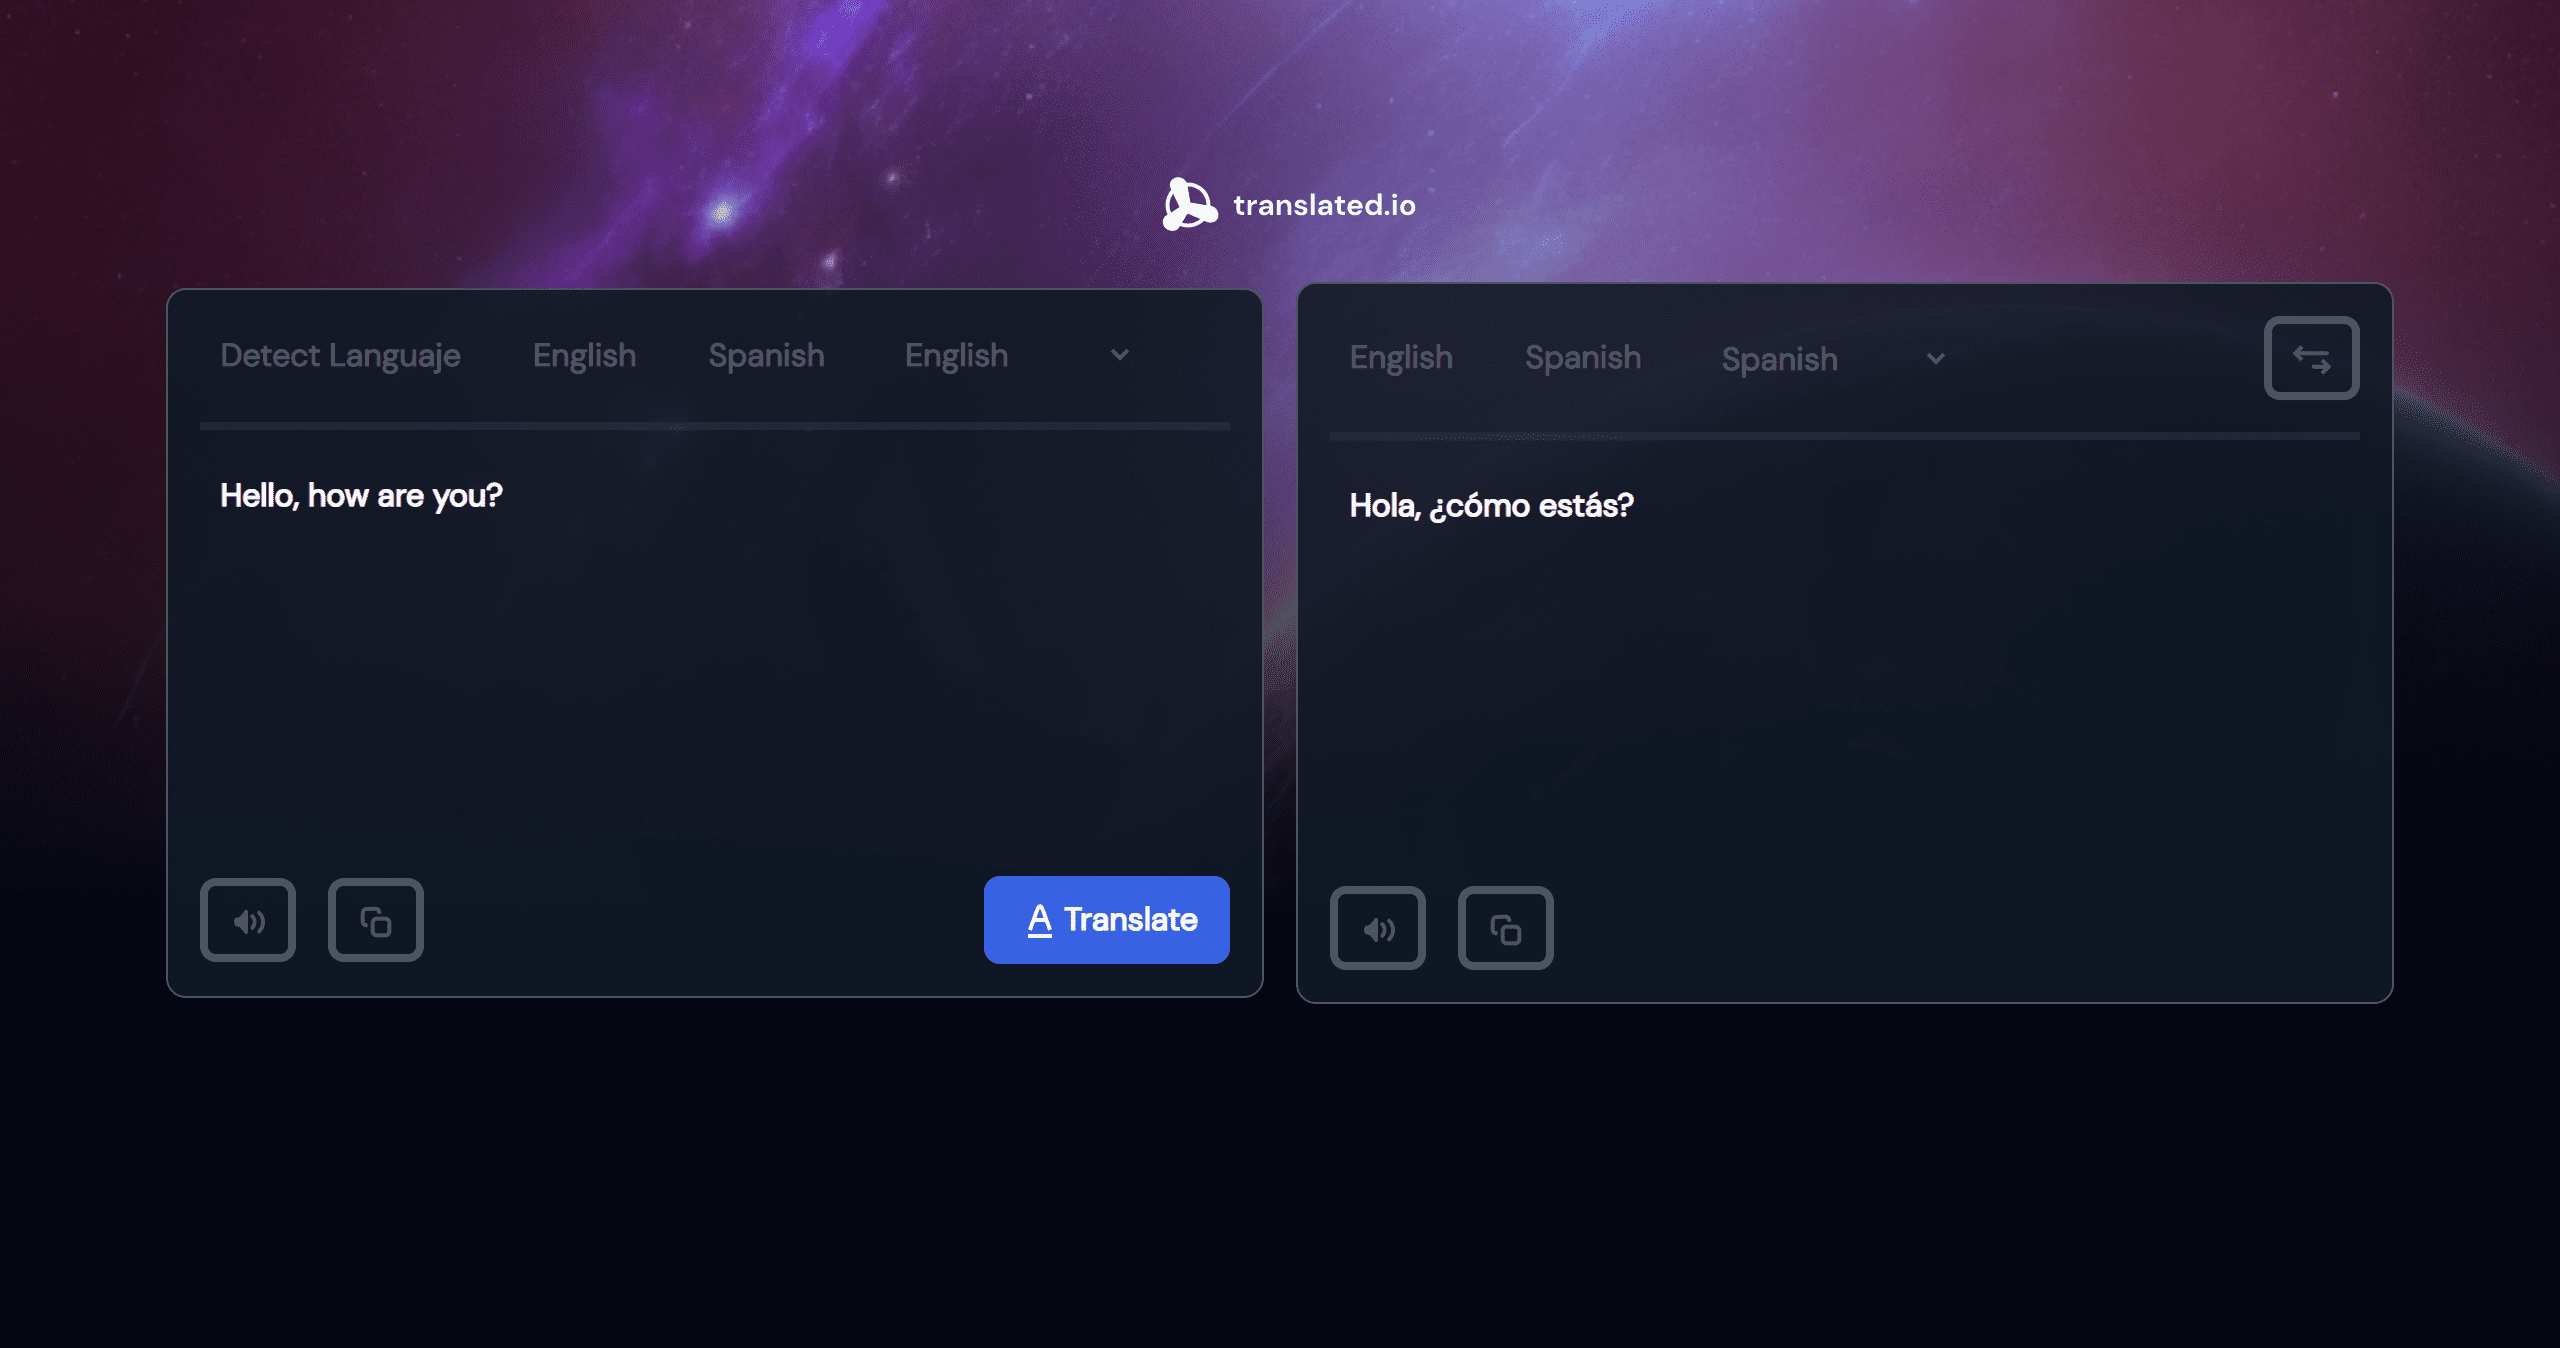 translated.io
Detect Languaje English Spanish English
Hello, how are you?
A Translate
English Spanish Spanish
Hola, ¿cómo estás?